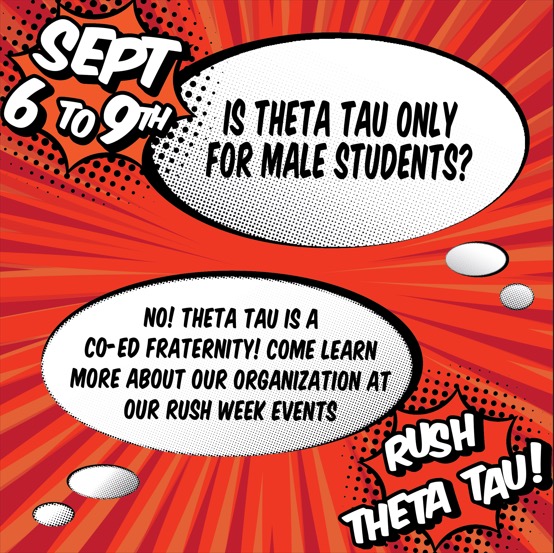 SEPT
6 TO 9TH
IS THETA TAU ONLY
FOR MALE STUDENTS?
NO! THETA TAU IS A
CO-ED FRATERNITY! COME LEARN
MORE ABOUT OUR ORGANIZATION AT
OUR RUSH WEEK EVENTS
RUSH
THETA TAU!